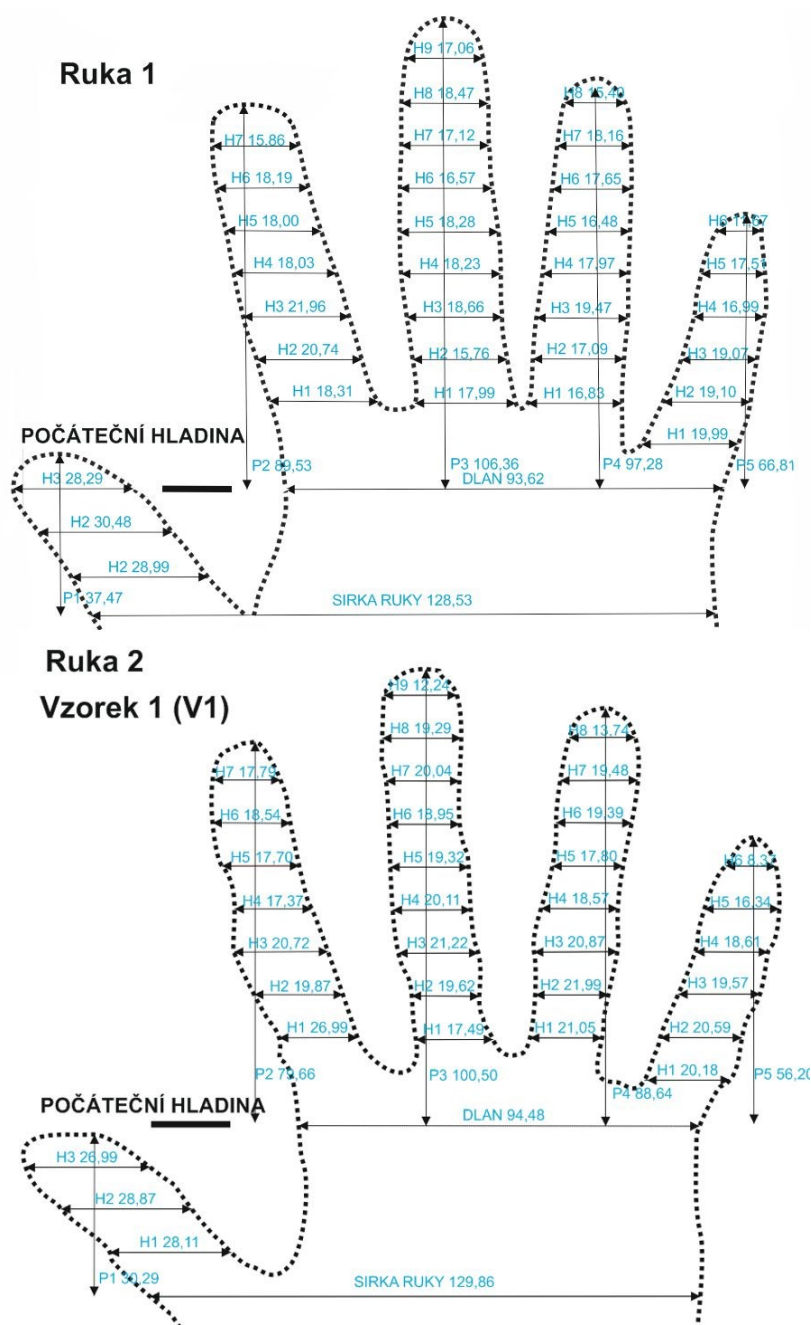 Ruka 1
H9 17,06
H8 18,47
H8 15,40
H7 15,86
H7 17,12
H7 18,16
H6 18,19
H6 16,57
H6 17,65
H5 18,00
H5 18,28
H5 16,48
H4 18,03
H4 18,23
H4 17,97
H5 17,51
H3 21,96
H3 18,66
H3 19,47
H4 16,99
H2 20,74
H2 15,76
H2 17,09
H3 19,07
H1 18,31
H1 17,99
H1 16,83
H2 19,10
H1 19,99
POČÁTEČNÍ HLADINA
P2 89,53
P3 106,36
P4 97,28
P5 66,81
H3 28,29
DLAN 93,62
H2 30,48
H2 28,99
P1 37,47
SIRKA RUKY 128,53
Ruka 2
Vzorek 1 (V1)
H9 12,24
H8 19,29
H8 13,74
H7 17,79
H7 20,04
H7 19,48
H6 18,54
H6 18,95
H6 19,39
H5 17,70
H5 19,32
H5 17,80
H6 8,37
H4 17,37
H4 20,11
H4 18,57
H5 16,34
H3 20,72
H3 21,22
H3 20,87
H4 18,61
H2 19,87
H2 19,62
H2 21,99
H3 19,57
H1 26,99
H1 17,49
H1 21,05
H2 20,59
P3 100,50
H1 20,18
P5 56,20
P4 88,64
POČÁTEČNÍ HLADINA
DLAN 94,48
H3 26,99
H2 28,87
H1 28,11
P1 30,29
SIRKA RUKY 129,86